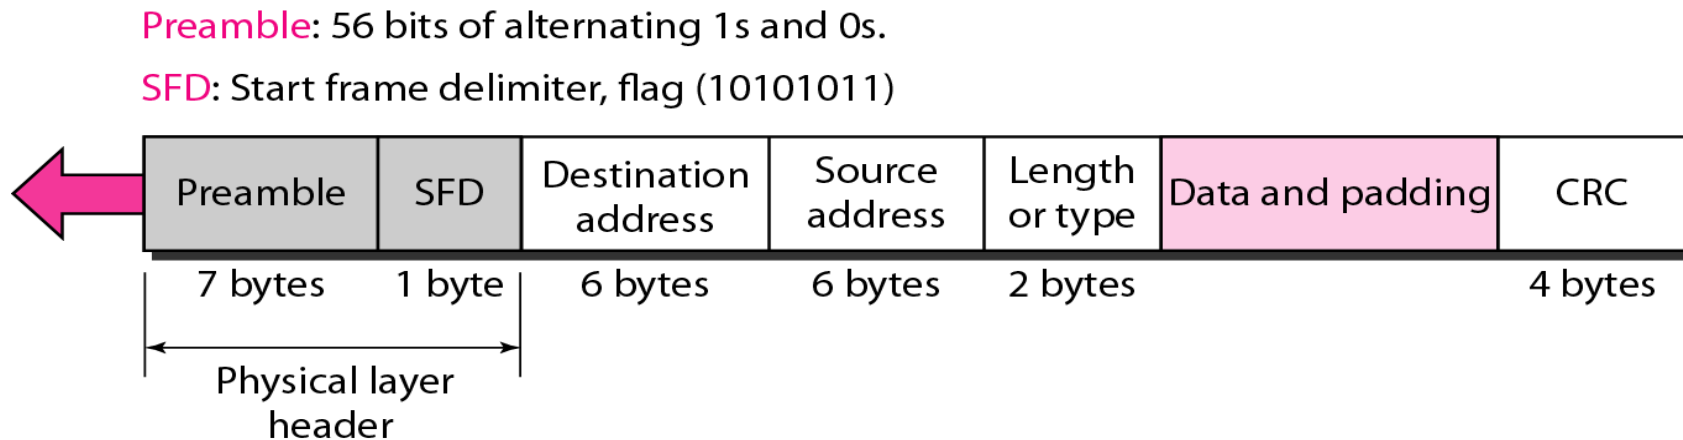 Preamble: 56 bits of alternating 1s and 0s.
SFD: Start frame delimiter, flag (10101011)
Preamble
SFD
Destination
address
Source
address
Length
or type
Data and padding
CRC
7 bytes
1 byte
6 bytes
6 bytes
2 bytes
4 bytes
Physical layer
header